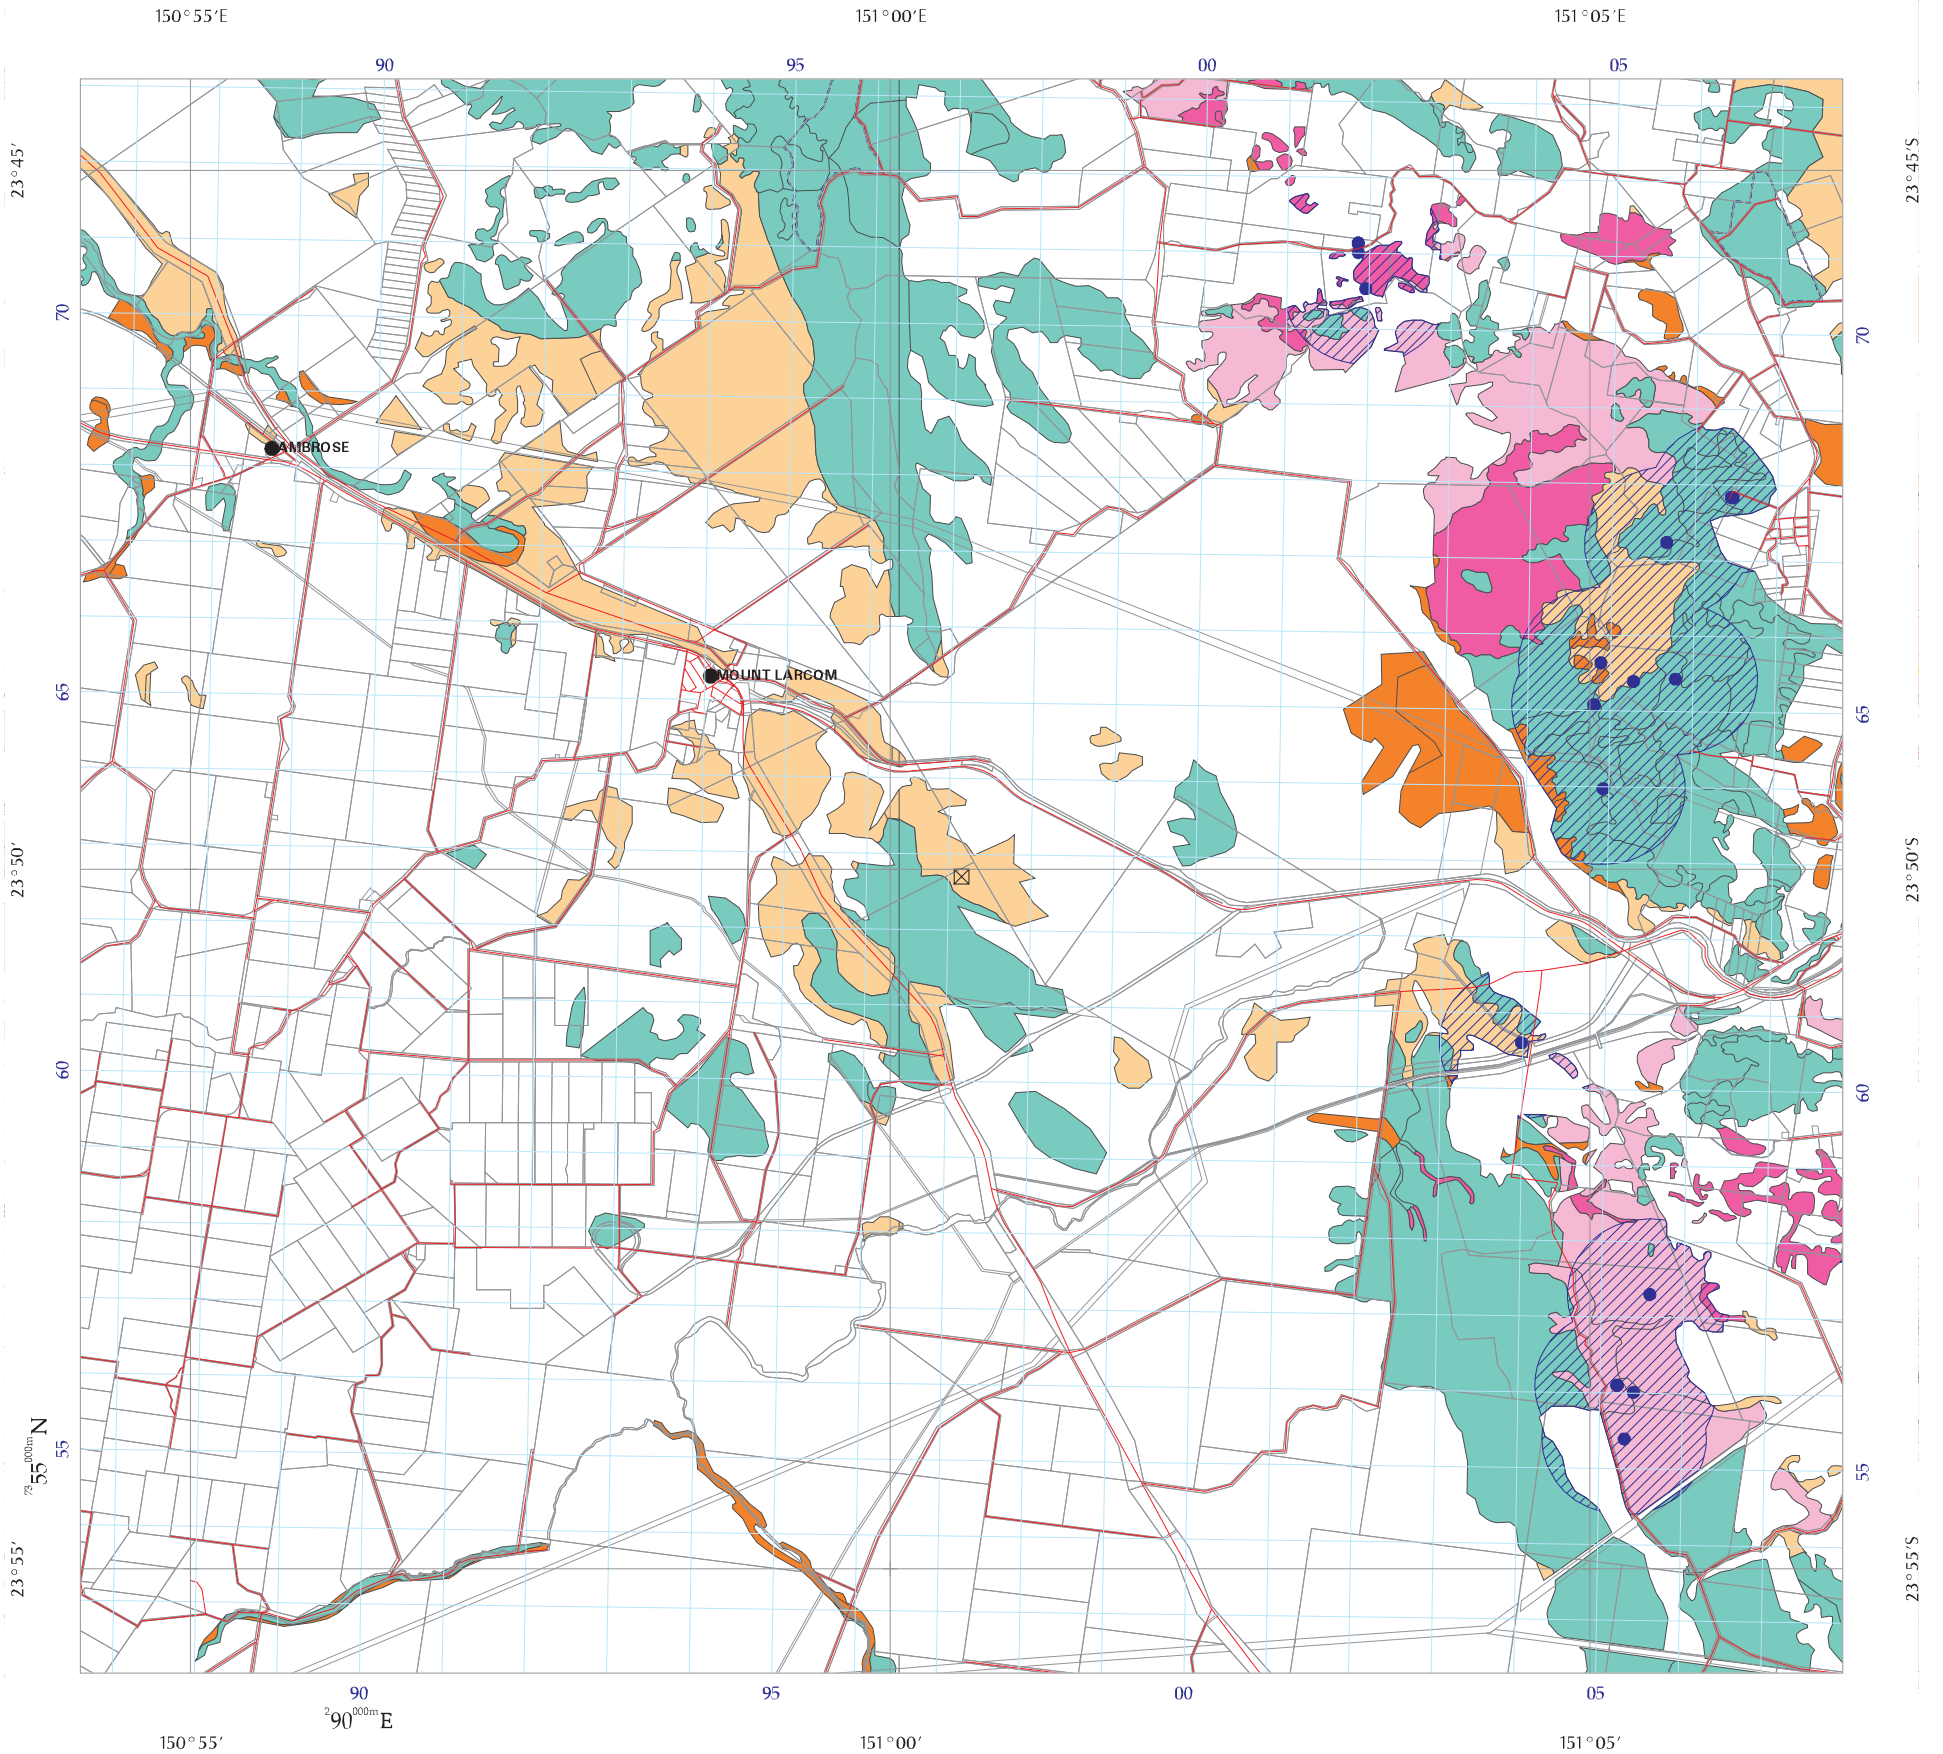 150°55′E 151°00′E 151°05′E
90 95 00 05
23°45′ 23°45′S
70 70
AMBROSE
MOUNT LARCOM
65 65
23°50′ 23°50′S
60 60
⁷³55⁰⁰⁰ᵐN 55 55
23°55′ 23°55′S
90 95 00 05
²90⁰⁰⁰ᵐE
150°55′ 151°00′ 151°05′